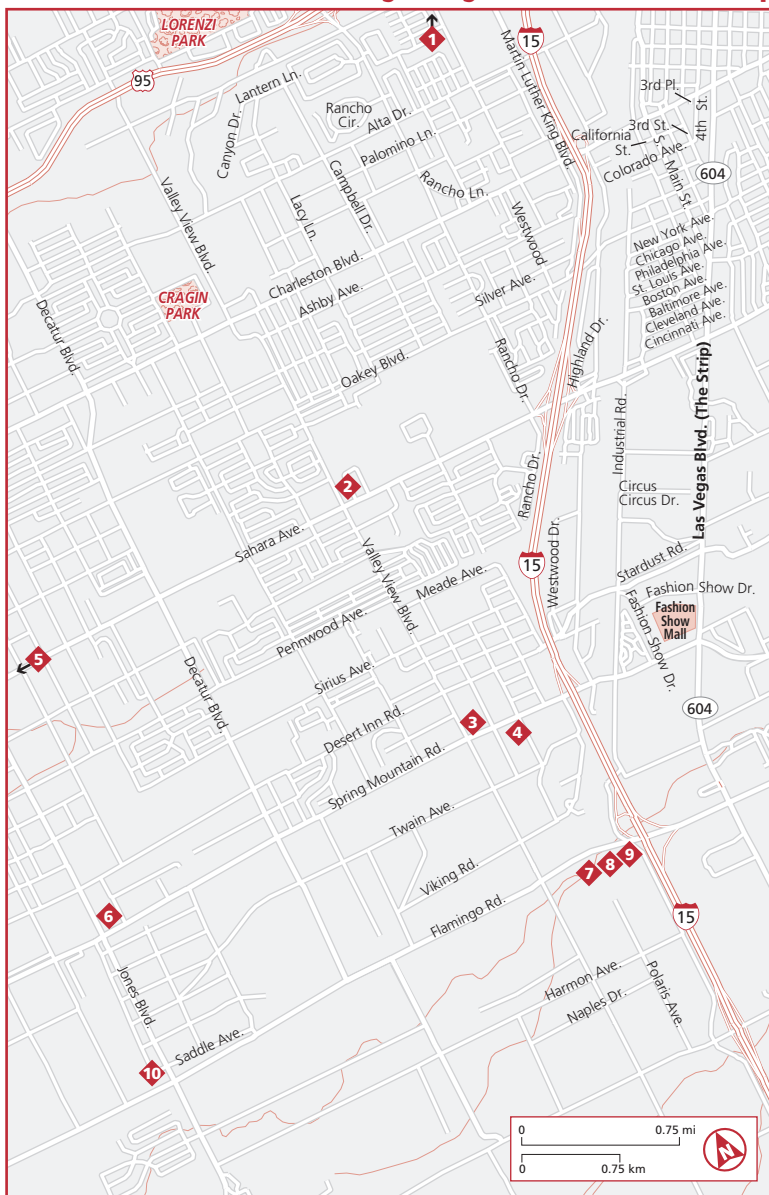 LORENZI
PARK
1
15
95
Lantern Ln.
Canyon Dr.
Rancho
Cir.
Alta Dr.
Palomino Ln.
Martin Luther King Blvd.
3rd Pl.
3rd St.
4th St.
California
St.
S. Main St.
Colorado Ave.
604
Valley View Blvd.
Campbell Dr.
Lacy Ln.
Rancho Ln.
Westwood
New York Ave.
Chicago Ave.
Philadelphia Ave.
St. Louis Ave.
Boston Ave.
Baltimore Ave.
Cleveland Ave.
Cincinnati Ave.
Charleston Blvd.
Ashby Ave.
Silver Ave.
CRAGIN
PARK
Decatur Blvd.
Oakey Blvd.
Rancho Dr.
Highland Dr.
Industrial Rd.
Las Vegas Blvd. (The Strip)
2
Sahara Ave.
Rancho Dr.
Circus
Circus Dr.
Valley View Blvd.
Meade Ave.
15
Westwood Dr.
Stardust Rd.
Fashion Show Dr.
Fashion
Show
Mall
Fashion Show Dr.
Pennwood Ave.
5
Decatur Blvd.
Sirius Ave.
Desert Inn Rd.
3
4
604
Spring Mountain Rd.
Twain Ave.
Viking Rd.
7
8
9
Flamingo Rd.
6
15
Jones Blvd.
Harmon Ave.
Polaris Ave.
Naples Dr.
Saddle Ave.
10
0
0.75 mi
0
0.75 km
N